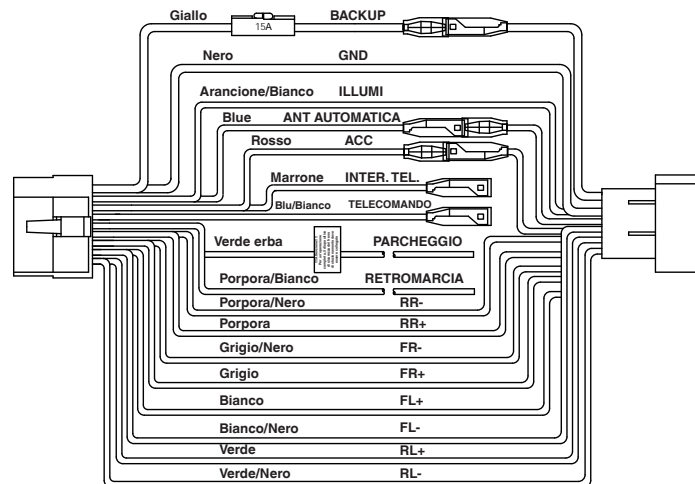 Giallo 15A BACKUP
Nero GND
Arancione/Bianco ILLUMI
Blue ANT AUTOMATICA
Rosso ACC
Marrone INTER. TEL.
Blu/Bianco TELECOMANDO
Verde erba PARCHEGGIO
Porpora/Bianco RETROMARCIA
Porpora/Nero RR-
Porpora RR+
Grigio/Nero FR-
Grigio FR+
Bianco FL+
Bianco/Nero FL-
Verde RL+
Verde/Nero RL-